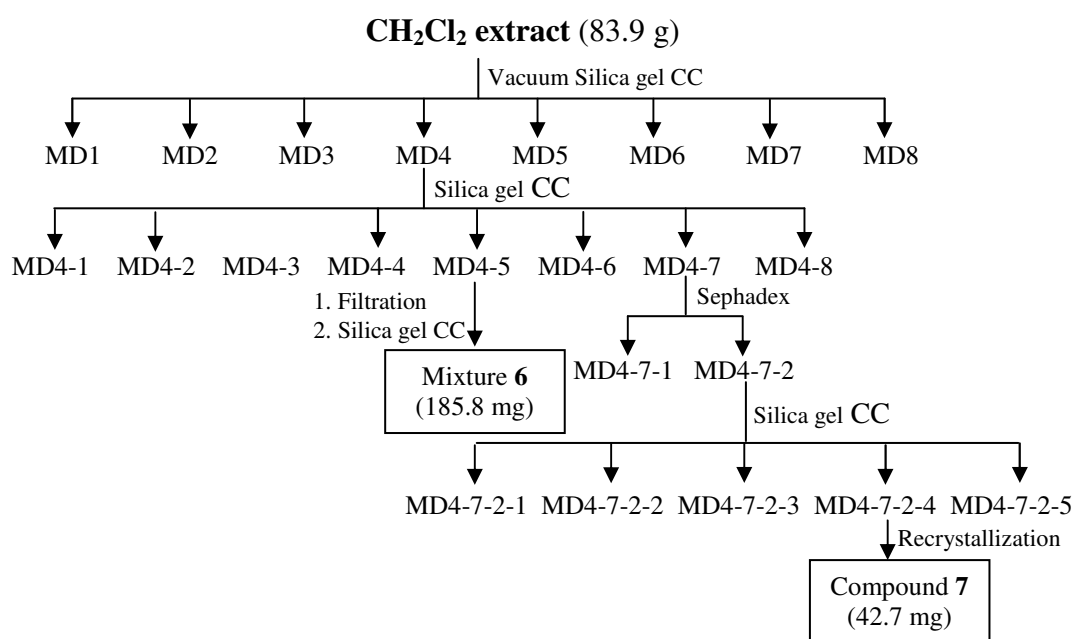 CH₂Cl₂ extract (83.9 g)
Vacuum Silica gel CC
MD1 MD2 MD3 MD4 MD5 MD6 MD7 MD8
Silica gel CC
MD4-1 MD4-2 MD4-3 MD4-4 MD4-5 MD4-6 MD4-7 MD4-8
1. Filtration
2. Silica gel CC
Sephadex
Mixture 6
(185.8 mg)
MD4-7-1 MD4-7-2
Silica gel CC
MD4-7-2-1 MD4-7-2-2 MD4-7-2-3 MD4-7-2-4 MD4-7-2-5
Recrystallization
Compound 7
(42.7 mg)